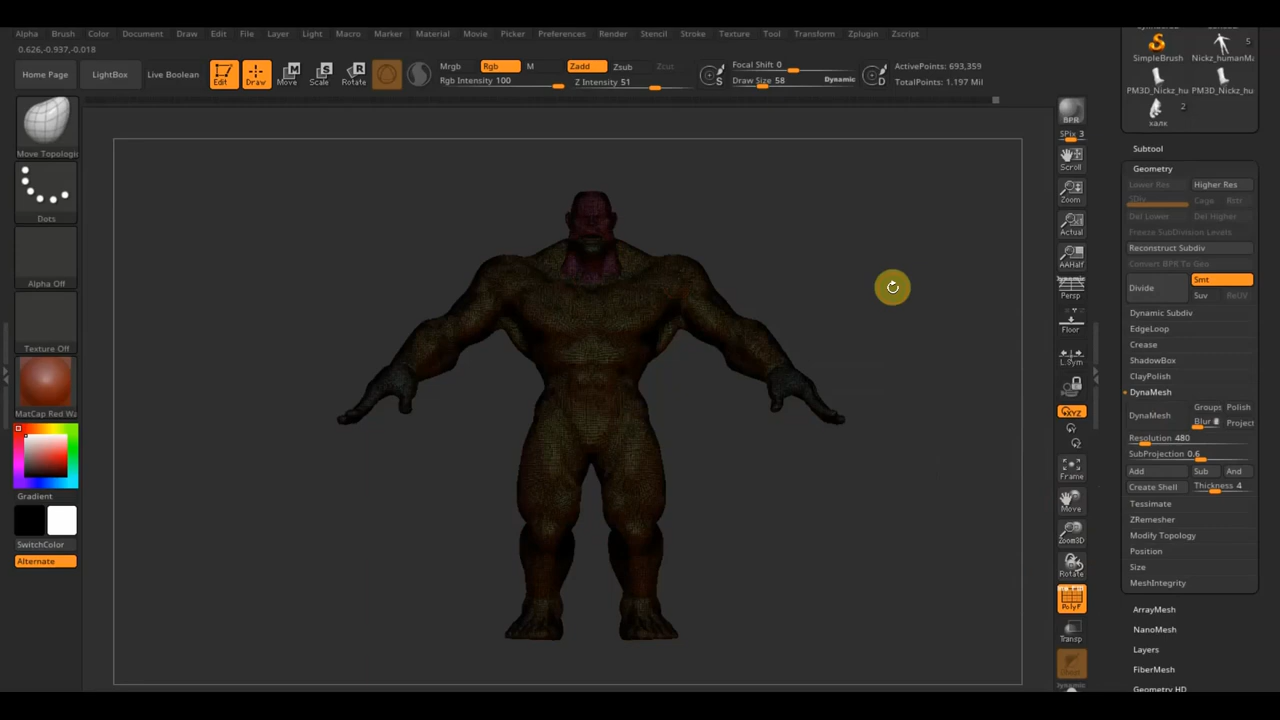 Alpha Brush Color Document Draw Edit File Layer Light Macro Marker Material Movie Picker Preferences Render Stencil Stroke Texture Tool Transform Zplugin Zscript
0.626,-0.937,-0.018
Home Page
LightBox
Live Boolean
Edit
Draw
Move
Scale
Rotate
Mrgb
Rgb
M
Rgb Intensity 100
Zadd
Zsub
Zcut
Z Intensity 51
S
Focal Shift 0
Draw Size 58
Dynamic
D
ActivePoints: 693,359
TotalPoints: 1.197 Mil
Move Topologic
Dots
Alpha Off
Texture Off
MatCap Red Wa
Gradient
SwitchColor
Alternate
BPR
SPix 3
Scroll
Zoom
Actual
AAHalf
Dynamic
Persp
Floor
L.Sym
XYZ
Frame
Move
Zoom3D
Rotate
PolyF
Transp
Dynamic
SimpleBrush
5
Nickz_humanMa
PM3D_Nickz_hu
PM3D_Nickz_hu
2
халк
Subtool
Geometry
Lower Res
Higher Res
SDiv
Cage
Rstr
Del Lower
Del Higher
Freeze SubDivision Levels
Reconstruct Subdiv
Convert BPR To Geo
Divide
Smt
Suv
ReUV
Dynamic Subdiv
EdgeLoop
Crease
ShadowBox
ClayPolish
DynaMesh
DynaMesh
Groups
Polish
Blur
Project
Resolution 480
SubProjection 0.6
Add
Sub
And
Create Shell
Thickness 4
Tessimate
ZRemesher
Modify Topology
Position
Size
MeshIntegrity
ArrayMesh
NanoMesh
Layers
FiberMesh
Geometry HD